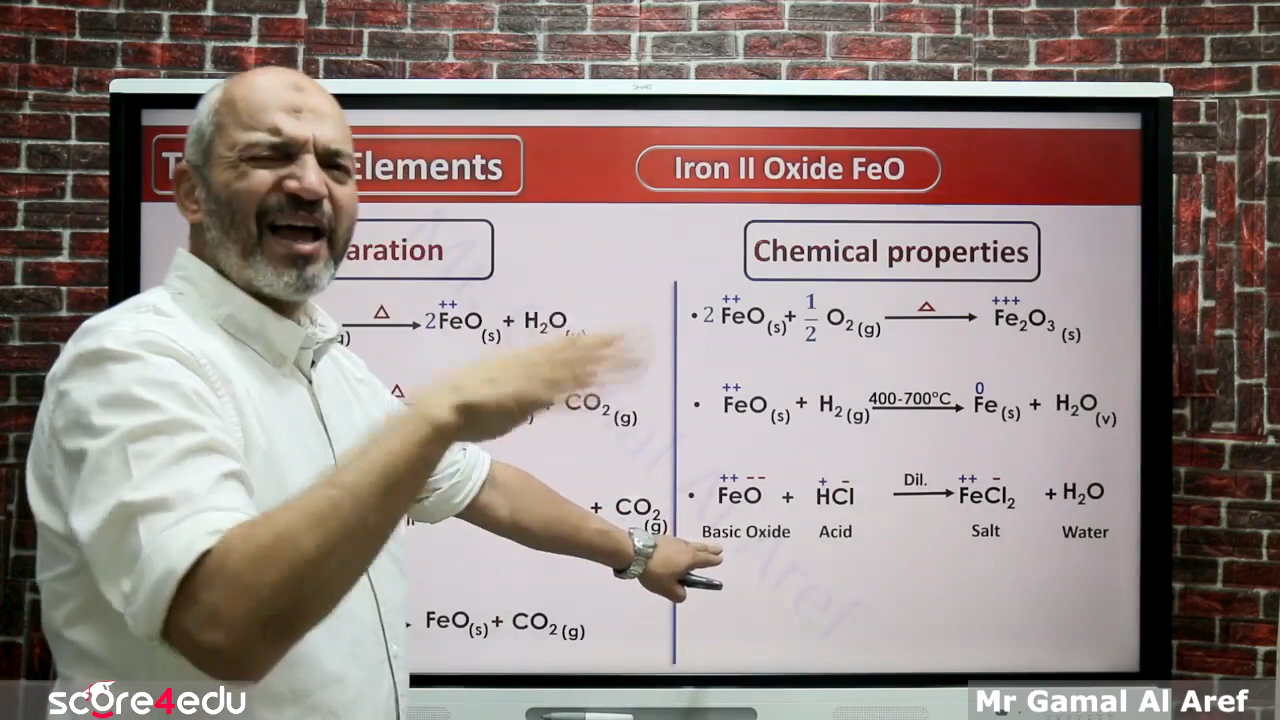 SMART
Elements
Iron II Oxide FeO
Chemical properties
△ 2FeO(s) + H₂O
++
△
CO₂(g)
+ CO₂(g)
FeO(s) + CO₂(g)
++ +++
• 2 FeO(s) + 1/2 O₂(g) △ Fe₂O₃(s)
++ 0
• FeO(s) + H₂(g) 400-700°C Fe(s) + H₂O(v)
++ -- + - ++ -
• FeO + HCl Dil. FeCl₂ + H₂O
Basic Oxide Acid Salt Water
score4edu
Mr Gamal Al Aref